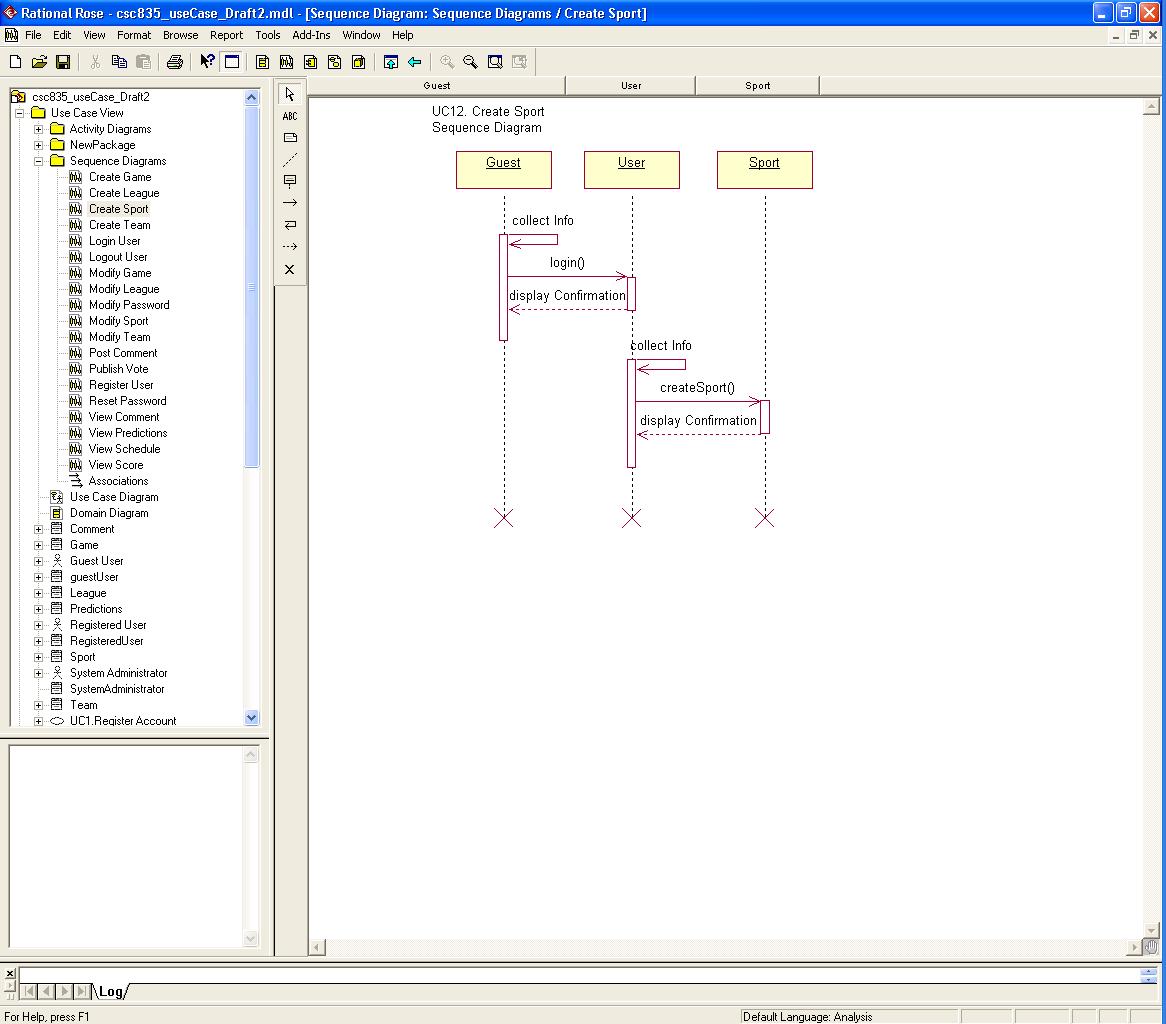 Rational Rose - csc835_useCase_Draft2.mdl - [Sequence Diagram: Sequence Diagrams / Create Sport]
File Edit View Format Browse Report Tools Add-Ins Window Help
csc835_useCase_Draft2
Use Case View
Activity Diagrams
NewPackage
Sequence Diagrams
Create Game
Create League
Create Sport
Create Team
Login User
Logout User
Modify Game
Modify League
Modify Password
Modify Sport
Modify Team
Post Comment
Publish Vote
Register User
Reset Password
View Comment
View Predictions
View Schedule
View Score
Associations
Use Case Diagram
Domain Diagram
Comment
Game
Guest User
guestUser
League
Predictions
Registered User
RegisteredUser
Sport
System Administrator
SystemAdministrator
Team
UC1.Register Account
ABC
Guest User Sport
UC12. Create Sport
Sequence Diagram
Guest User Sport
collect Info
login()
display Confirmation
collect Info
createSport()
display Confirmation
Log
For Help, press F1
Default Language: Analysis